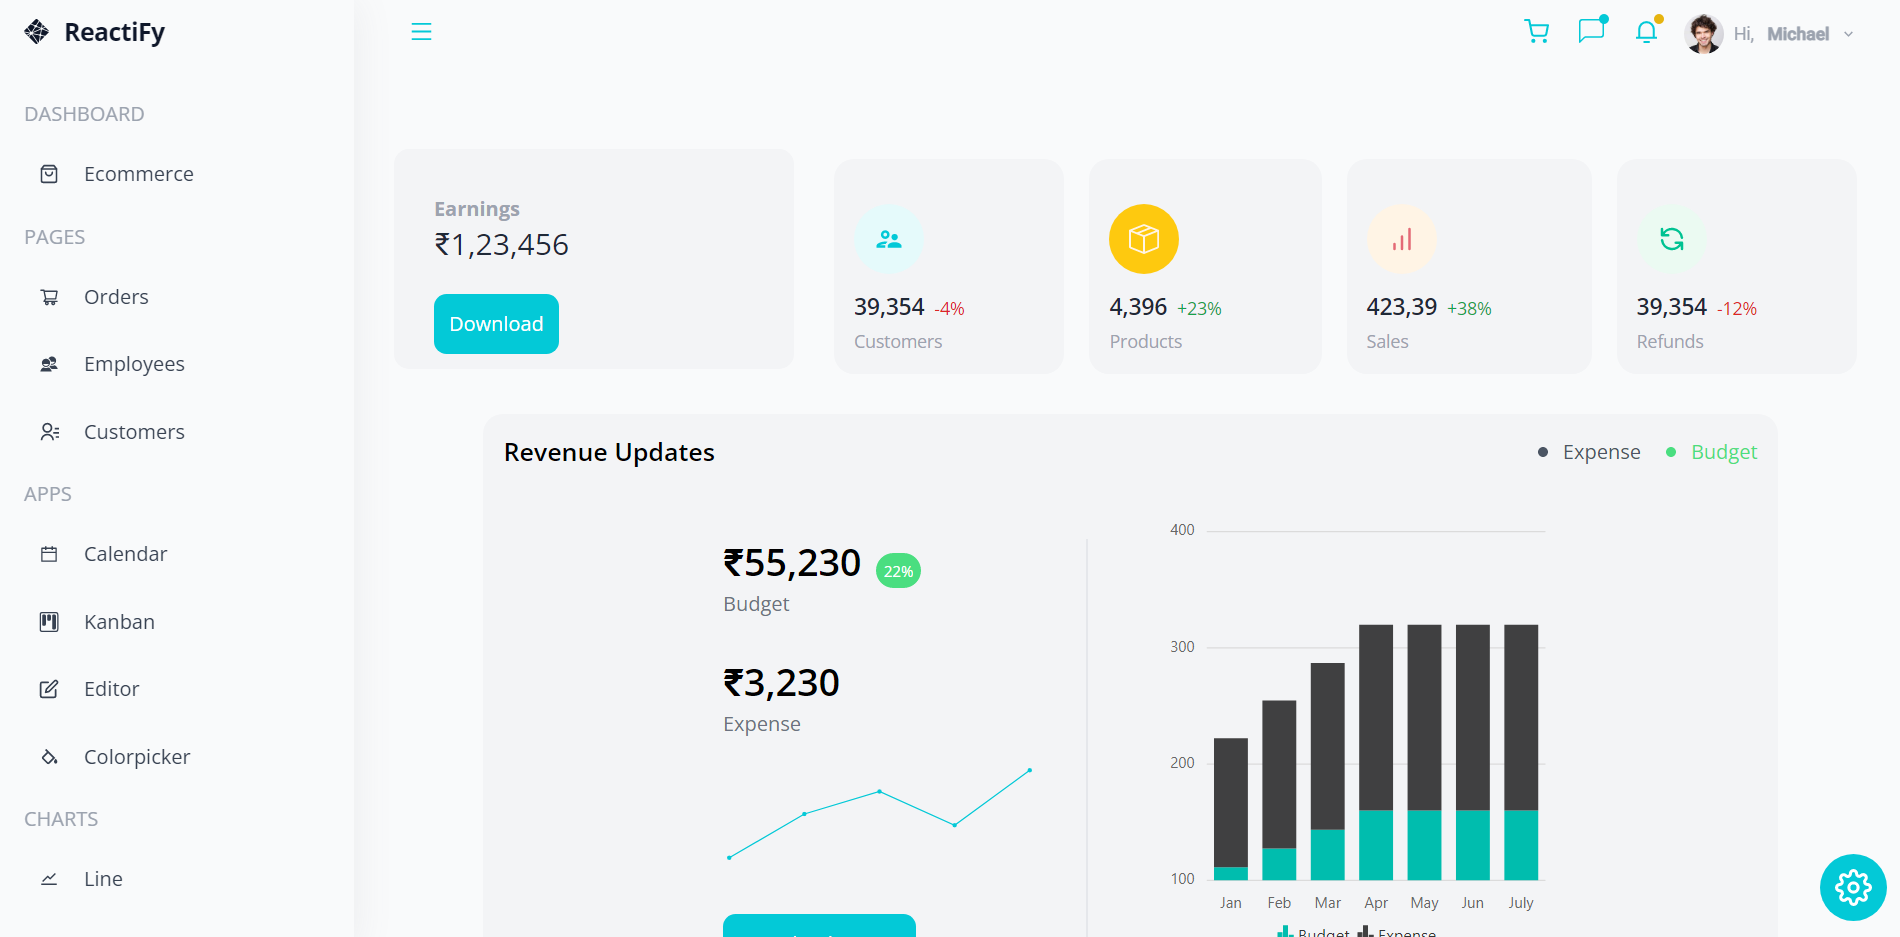 ReactiFy
Hi, Michael
DASHBOARD
Ecommerce
PAGES
Orders
Employees
Customers
APPS
Calendar
Kanban
Editor
Colorpicker
CHARTS
Line
Earnings
₹1,23,456
Download
39,354 -4%
Customers
4,396 +23%
Products
423,39 +38%
Sales
39,354 -12%
Refunds
Revenue Updates
Expense Budget
₹55,230 22%
Budget
₹3,230
Expense
400
300
200
100
Jan Feb Mar Apr May Jun July
Budget Expense